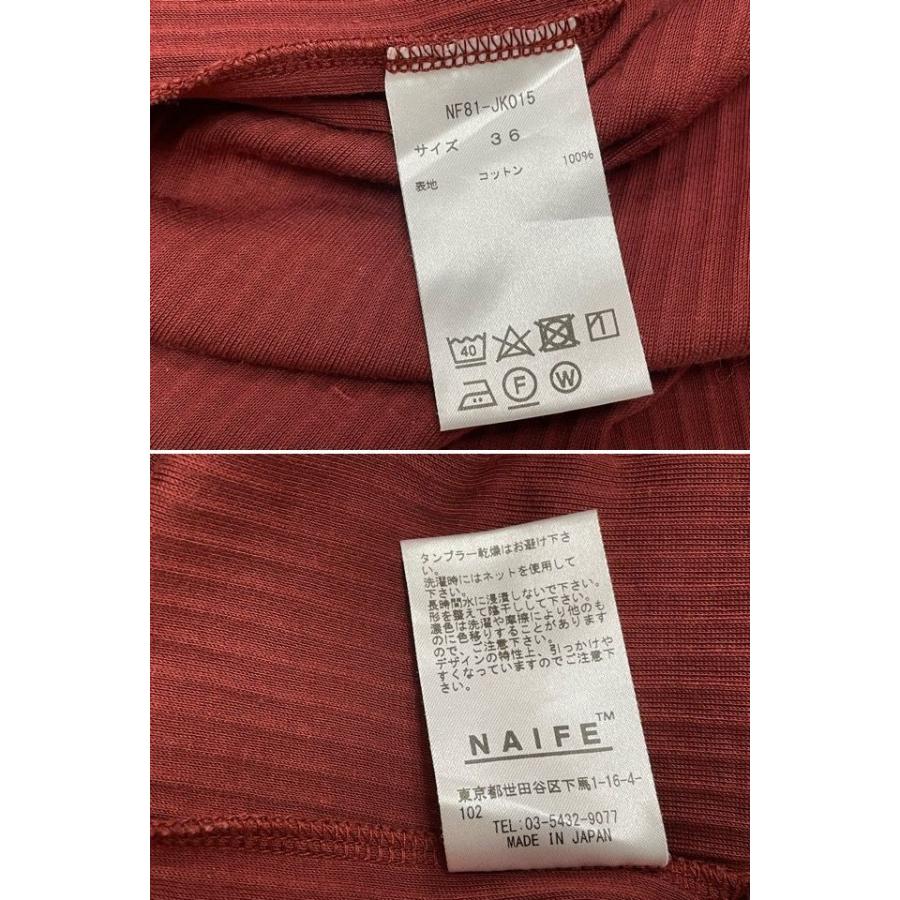 NF81-JK015
サイズ 36
表地 コットン 100%
40
F W
タンブラー乾燥はお避け下さ
い。
洗濯時にはネットを使用して
下さい。
長時間水に浸漬しないで下さい。
形を整えて陰干しして下さい。
濃色は洗濯や摩擦により他のも
のに色移りすることがあります
ので、ご注意下さい。
デザインの特性上、引っかけや
すくなっていますのでご注意下
さい。
NAIFE™
東京都世田谷区下馬1-16-4-
102
TEL:03-5432-9077
MADE IN JAPAN